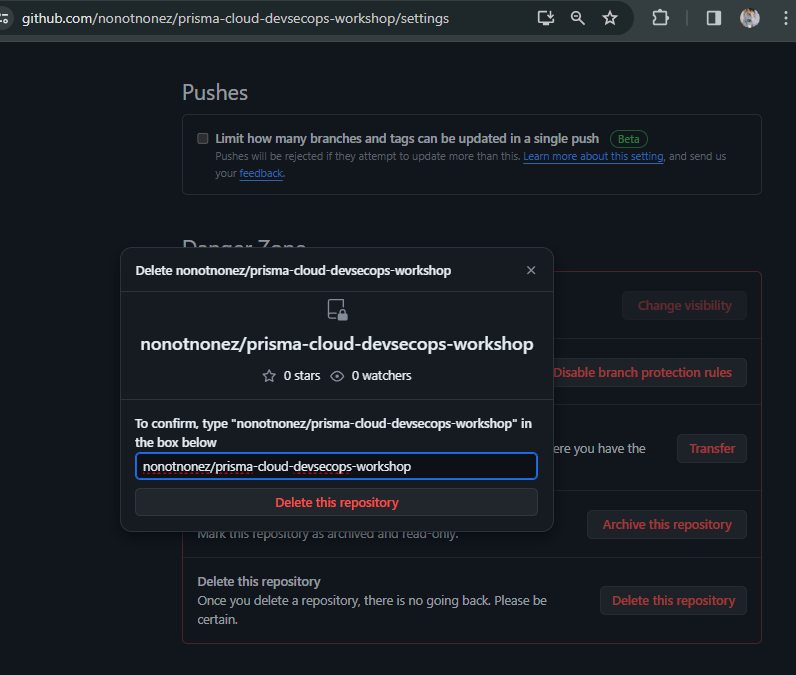 github.com/nonotnonez/prisma-cloud-devsecops-workshop/settings
Pushes
Limit how many branches and tags can be updated in a single push Beta
Pushes will be rejected if they attempt to update more than this. Learn more about this setting, and send us
your feedback.
Danger Zone
Delete nonotnonez/prisma-cloud-devsecops-workshop
Change visibility
nonotnonez/prisma-cloud-devsecops-workshop
0 stars 0 watchers
Disable branch protection rules
To confirm, type "nonotnonez/prisma-cloud-devsecops-workshop" in
the box below
nonotnonez/prisma-cloud-devsecops-workshop
Delete this repository
ere you have the
Transfer
Archive this repository
Mark this repository as archived and read-only.
Delete this repository
Once you delete a repository, there is no going back. Please be
certain.
Delete this repository